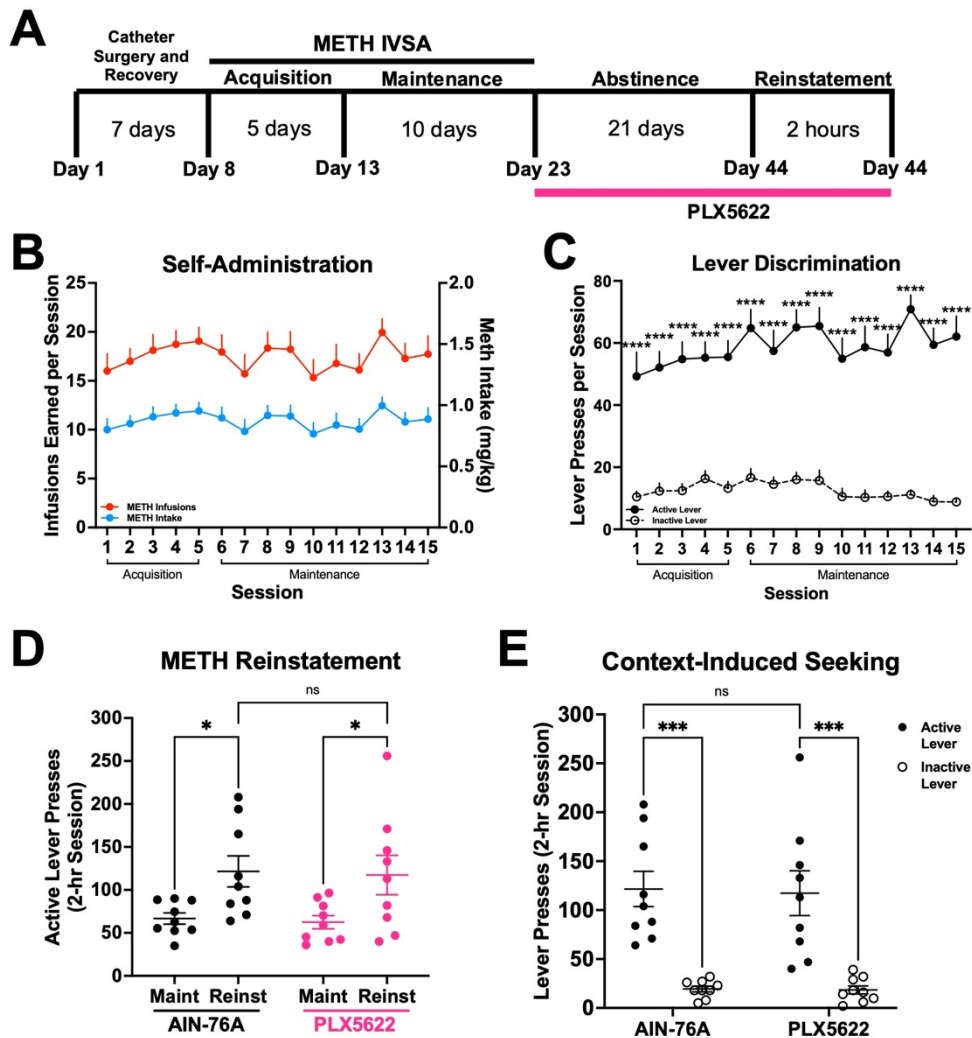 A
Catheter
Surgery and
Recovery
METH IVSA
Acquisition
Maintenance
Abstinence
Reinstatement
7 days
5 days
10 days
21 days
2 hours
Day 1
Day 8
Day 13
Day 23
Day 44
Day 44
PLX5622
B
Self-Administration
Infusions Earned per Session
25
20
15
10
5
0
2.0
1.5
1.0
0.5
0.0
Meth Intake (mg/kg)
METH Infusions
METH Intake
1 2 3 4 5 6 7 8 9 10 11 12 13 14 15
Acquisition
Maintenance
Session
C
Lever Discrimination
Lever Presses per Session
80
60
40
20
0
**** **** **** **** **** **** **** **** **** **** **** **** **** **** ****
Active Lever
Inactive Lever
1 2 3 4 5 6 7 8 9 10 11 12 13 14 15
Acquisition
Maintenance
Session
D
METH Reinstatement
Active Lever Presses
(2-hr Session)
300
250
200
150
100
50
0
ns
*
*
Maint Reinst Maint Reinst
AIN-76A
PLX5622
E
Context-Induced Seeking
Lever Presses (2-hr Session)
300
250
200
150
100
50
0
ns
***
***
Active
Lever
Inactive
Lever
AIN-76A
PLX5622